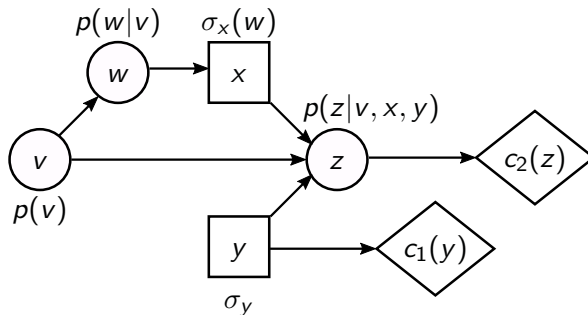 p(w|v)
σx(w)
w
x
p(z|v, x, y)
v
z
c2(z)
p(v)
y
c1(y)
σy